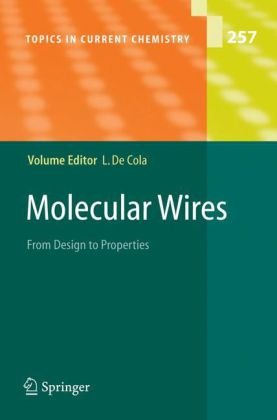 TOPICS IN CURRENT CHEMISTRY 257
Volume Editor L. De Cola
Molecular Wires
From Design to Properties
Springer